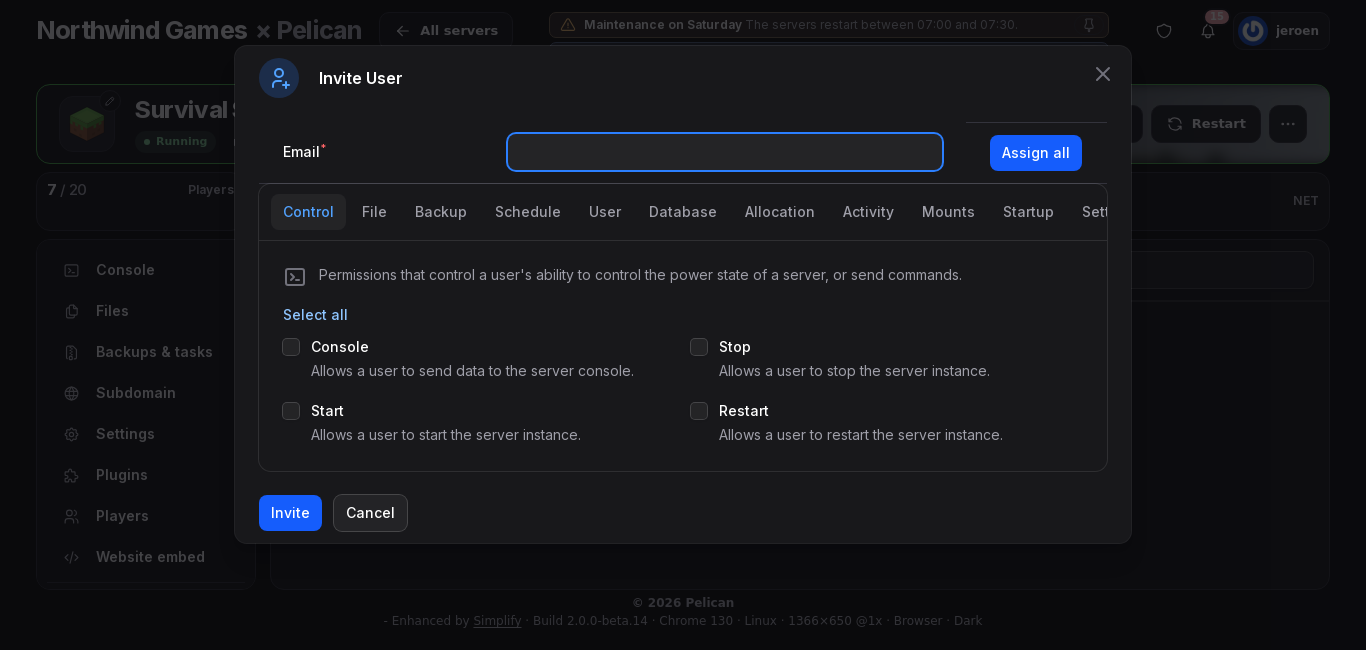 Northwind Games × Pelican
All servers
Maintenance on Saturday The servers restart between 07:00 and 07:30.
15
jeroen
Invite User
Survival
Running
Restart
Email*
Assign all
7 / 20
Players
NET
Control File Backup Schedule User Database Allocation Activity Mounts Startup Sett
Permissions that control a user's ability to control the power state of a server, or send commands.
Select all
Console
Allows a user to send data to the server console.
Stop
Allows a user to stop the server instance.
Start
Allows a user to start the server instance.
Restart
Allows a user to restart the server instance.
Invite
Cancel
Console
Files
Backups & tasks
Subdomain
Settings
Plugins
Players
Website embed
© 2026 Pelican
- Enhanced by Simplify · Build 2.0.0-beta.14 · Chrome 130 · Linux · 1366×650 @1x · Browser · Dark